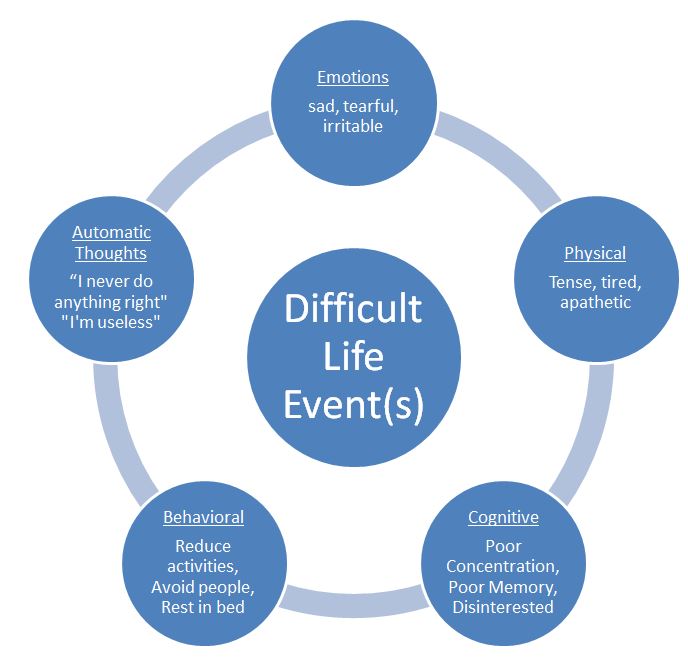 Emotions
sad, tearful,
irritable
Physical
Tense, tired,
apathetic
Cognitive
Poor
Concentration,
Poor Memory,
Disinterested
Behavioral
Reduce
activities,
Avoid people,
Rest in bed
Automatic
Thoughts
“I never do
anything right"
"I'm useless"
Difficult
Life
Event(s)